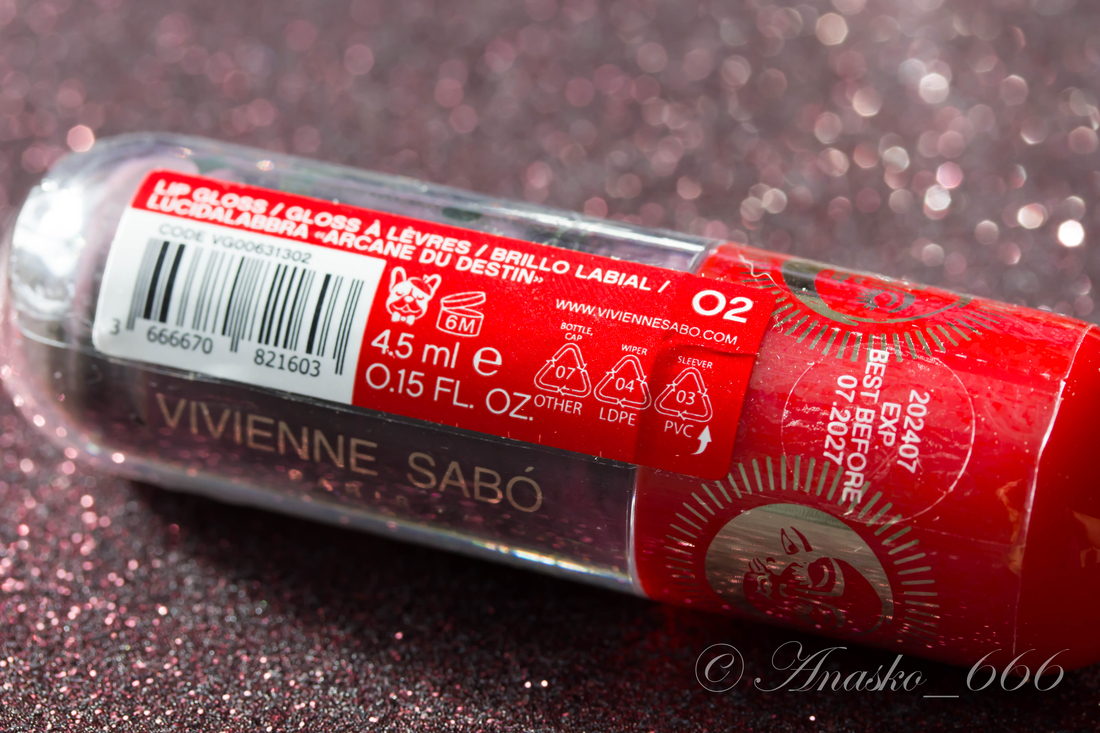 LIP GLOSS / GLOSS À LÈVRES / BRILLO LABIAL /
LUCIDALABBRA «ARCANE DU DESTIN»
02
CODE VG00631302
3 666670 821603
6M
4.5 ml e
0.15 FL. OZ.
WWW.VIVIENNESABO.COM
BOTTLE, CAP
07
OTHER
WIPER
04
LDPE
SLEEVER
03
PVC
VIVIENNE SABÓ
PARIS
202407
EXP
BEST BEFORE
07.2027
© Anasko_666